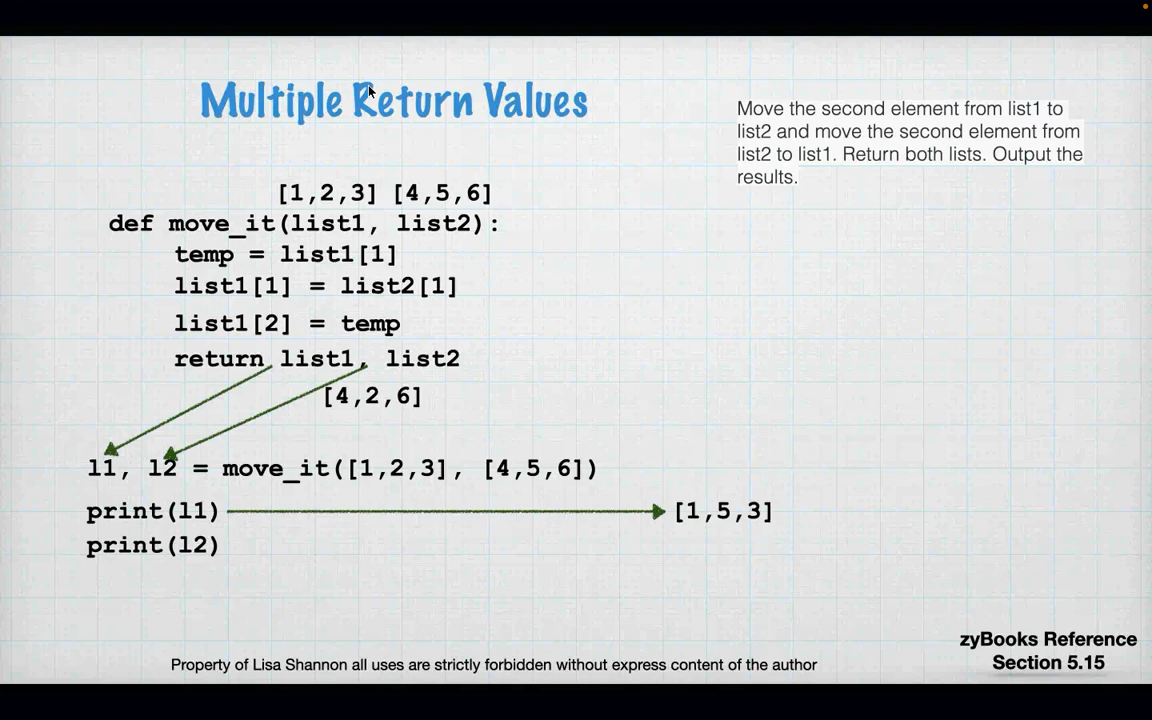 Multiple Return Values
Move the second element from list1 to
list2 and move the second element from
list2 to list1. Return both lists. Output the
results.
[1,2,3] [4,5,6]
def move_it(list1, list2):
temp = list1[1]
list1[1] = list2[1]
list1[2] = temp
return list1, list2
[4,2,6]
l1, l2 = move_it([1,2,3], [4,5,6])
print(l1)
[1,5,3]
print(l2)
zyBooks Reference
Section 5.15
Property of Lisa Shannon all uses are strictly forbidden without express content of the author